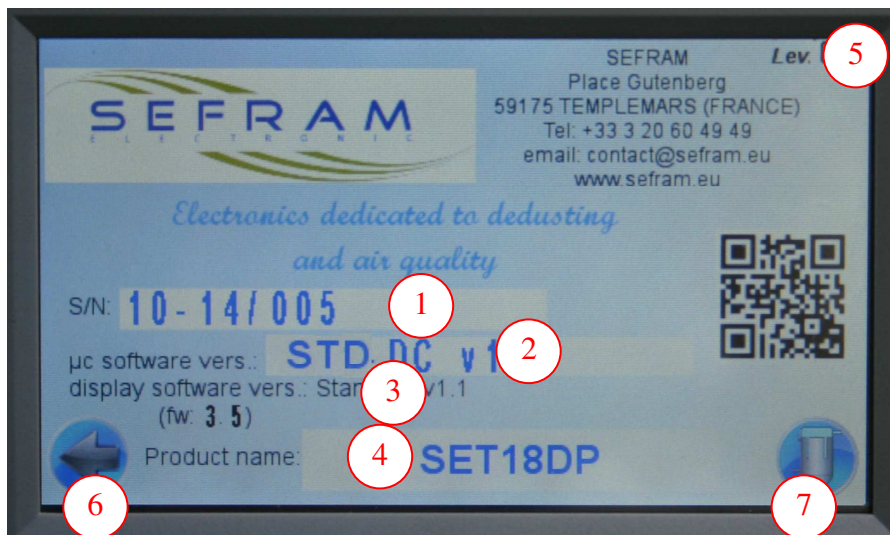 SEFRAM
ELECTRONIC
SEFRAM
Place Gutenberg
59175 TEMPLEMARS (FRANCE)
Tel: +33 3 20 60 49 49
email: contact@sefram.eu
www.sefram.eu
Lev.
5
Electronics dedicated to dedusting
and air quality
S/N: 10-14/005
1
µc software vers.: STD-DC v1
2
display software vers.: v1.1
3
(fw: 3.5)
Product name: 4 SET18DP
6
7